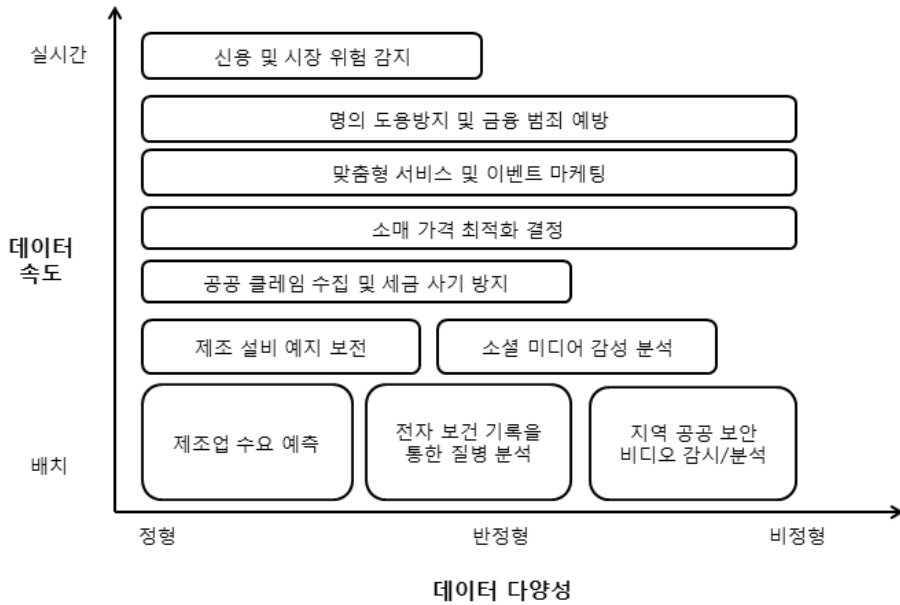 실시간
신용 및 시장 위험 감지
명의 도용방지 및 금융 범죄 예방
맞춤형 서비스 및 이벤트 마케팅
소매 가격 최적화 결정
데이터
속도
공공 클레임 수집 및 세금 사기 방지
제조 설비 예지 보전
소셜 미디어 감성 분석
배치
제조업 수요 예측
전자 보건 기록을
통한 질병 분석
지역 공공 보안
비디오 감시/분석
정형
반정형
비정형
데이터 다양성